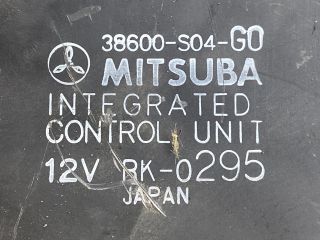 38600-S04-G0
MITSUBA
INTEGRATED
CONTROL UNIT
12V RK-0295
JAPAN